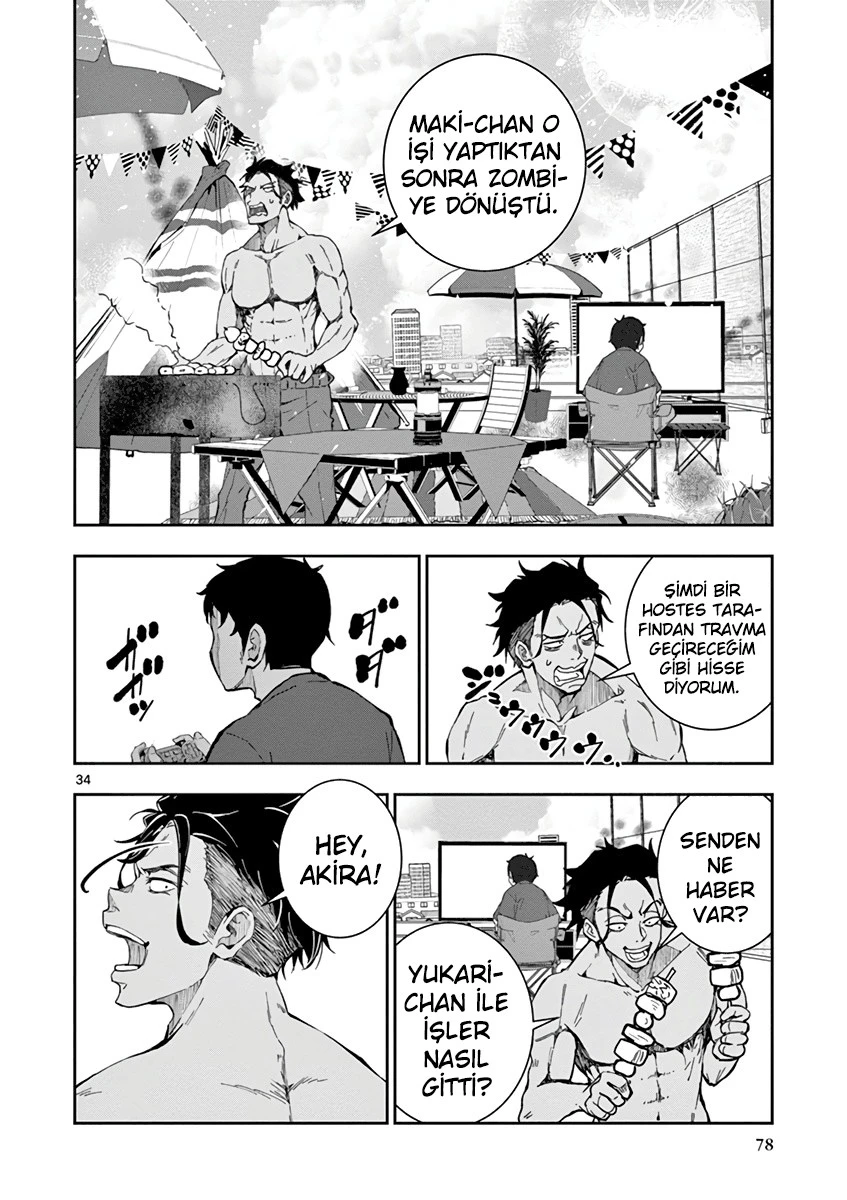 MAKİ-CHAN O
İŞİ YAPTIKTAN
SONRA ZOMBİ-
YE DÖNÜŞTÜ.
ŞİMDİ BİR
HOSTES TARA-
FINDAN TRAVMA
GEÇİRECEĞİM
GİBİ HİSSE
DİYORUM.
34
SENDEN
NE
HABER
VAR?
YUKARİ-
CHAN İLE
İŞLER
NASIL
GİTTİ?
HEY,
AKİRA!
78